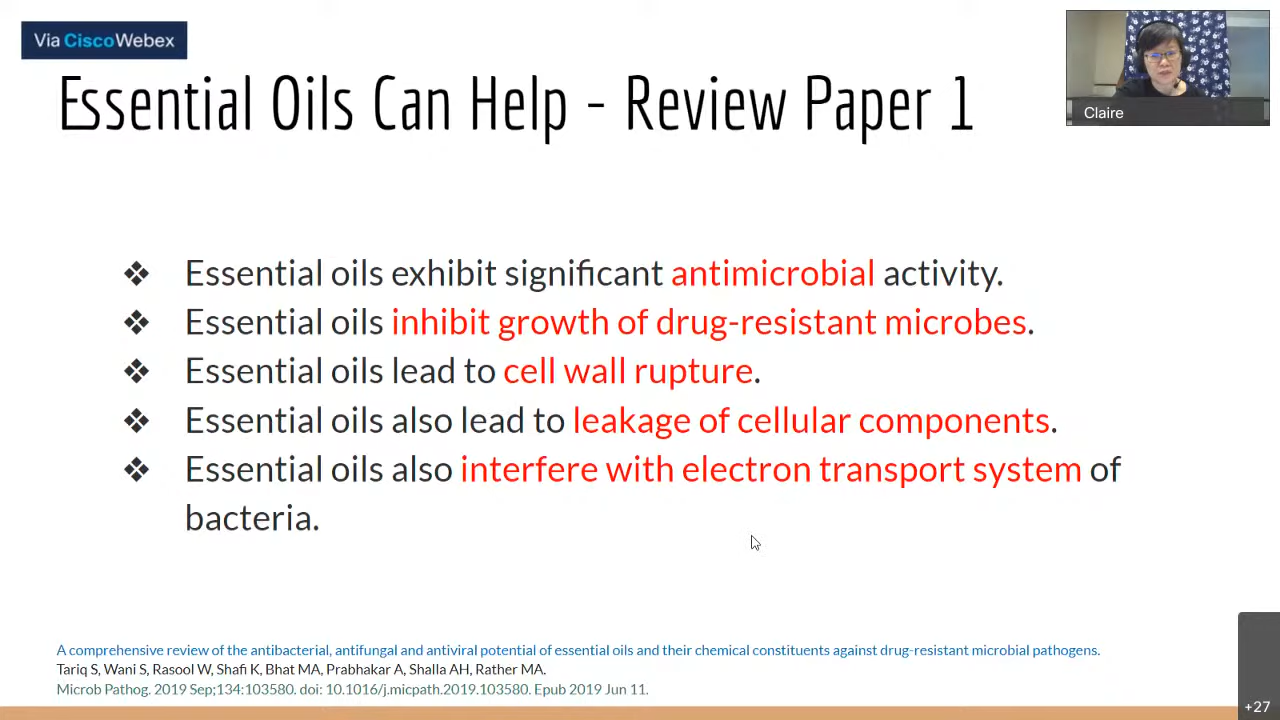 Via CiscoWebex
Essential Oils Can Help - Review Paper 1
Claire
❖ Essential oils exhibit significant antimicrobial activity.
❖ Essential oils inhibit growth of drug-resistant microbes.
❖ Essential oils lead to cell wall rupture.
❖ Essential oils also lead to leakage of cellular components.
❖ Essential oils also interfere with electron transport system of
bacteria.
A comprehensive review of the antibacterial, antifungal and antiviral potential of essential oils and their chemical constituents against drug-resistant microbial pathogens.
Tariq S, Wani S, Rasool W, Shafi K, Bhat MA, Prabhakar A, Shalla AH, Rather MA.
Microb Pathog. 2019 Sep;134:103580. doi: 10.1016/j.micpath.2019.103580. Epub 2019 Jun 11.
+27